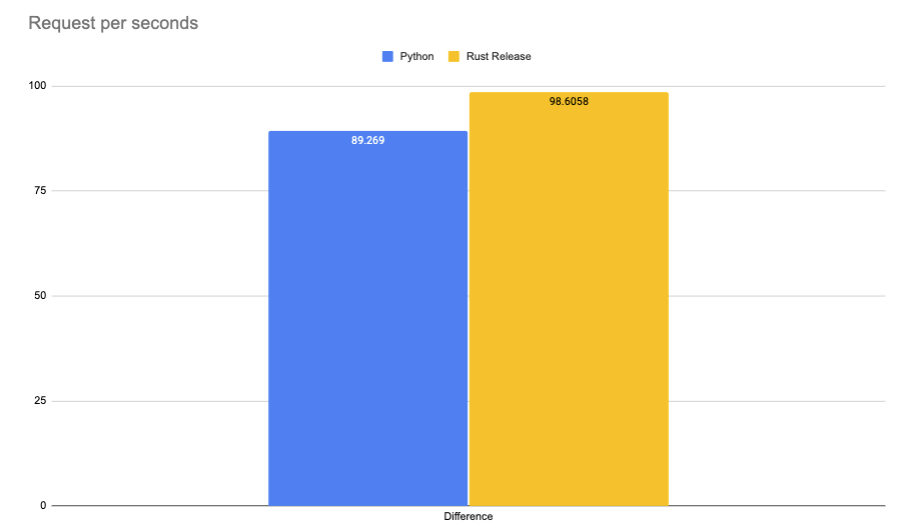 Request per seconds
Python Rust Release
100
98.6058
89.269
75
50
25
0
Difference